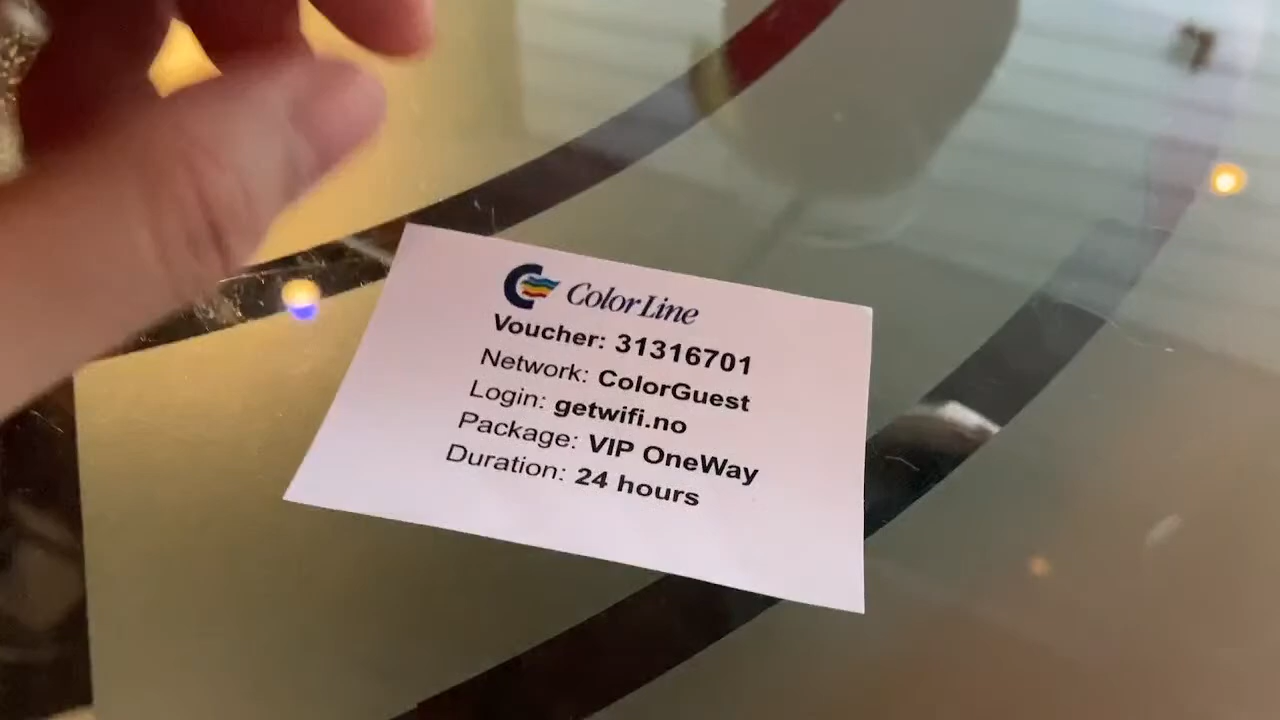 ColorLine
Voucher: 31316701
Network: ColorGuest
Login: getwifi.no
Package: VIP OneWay
Duration: 24 hours